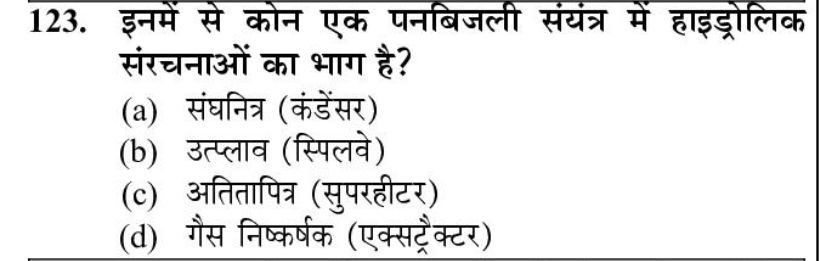 123. इनमें से कोन एक पनबिजली संयंत्र में हाइड्रोलिक
संरचनाओं का भाग है?
(a) संघनित्र (कंडेंसर)
(b) उत्प्लाव (स्पिलवे)
(c) अतितापित्र (सुपरहीटर)
(d) गैस निष्कर्षक (एक्सट्रैक्टर)